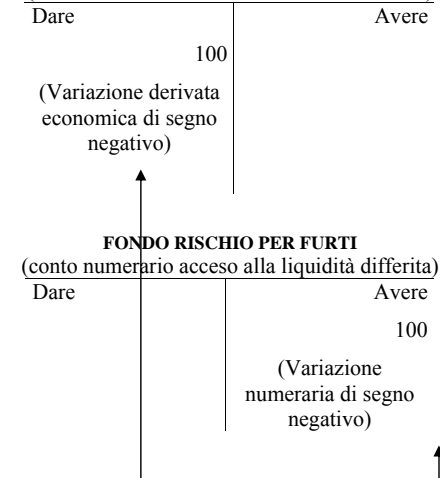 Dare Avere
100
(Variazione derivata
economica di segno
negativo)
FONDO RISCHIO PER FURTI
(conto numerario acceso alla liquidità differita)
Dare Avere
100
(Variazione
numeraria di segno
negativo)